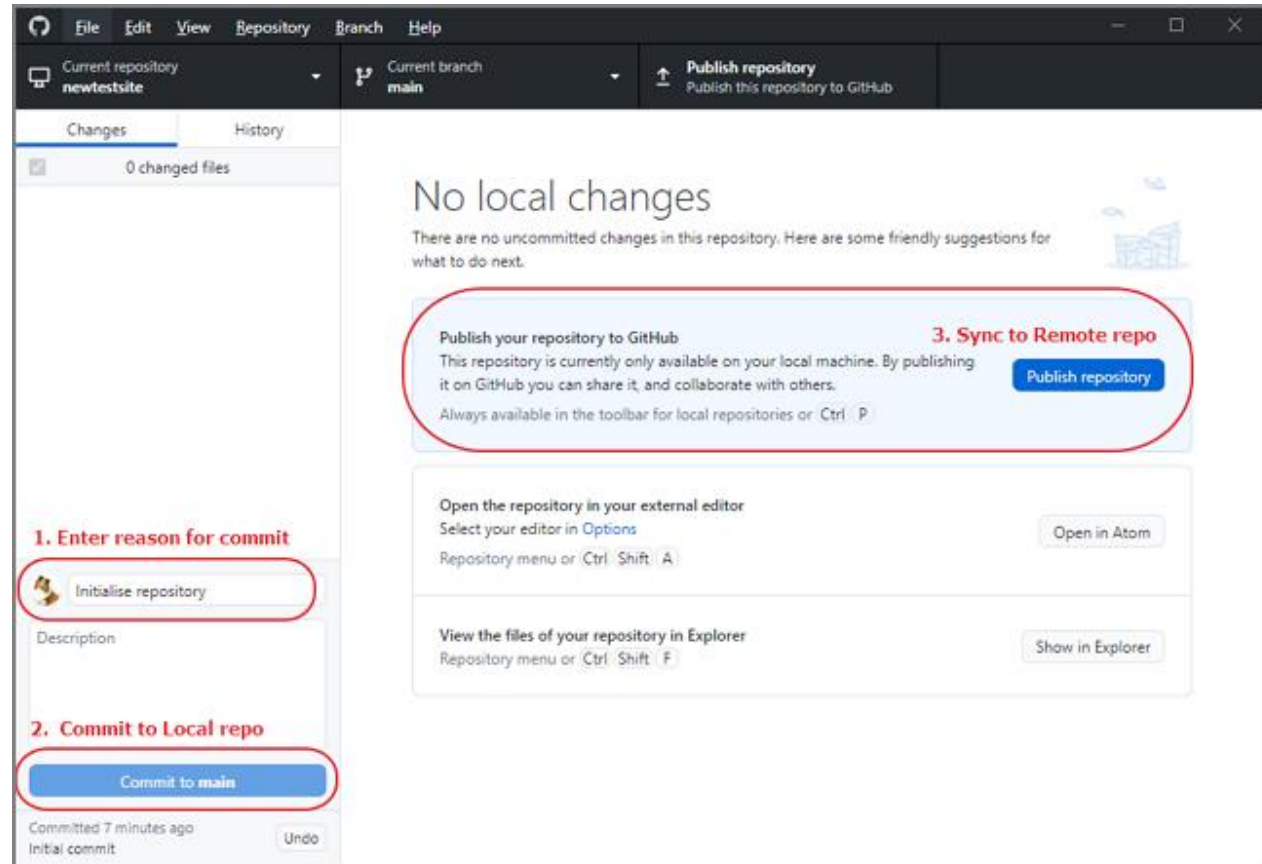 File Edit View Repository Branch Help
Current repository
newtestsite
Current branch
main
Publish repository
Publish this repository to GitHub
Changes History
0 changed files
No local changes
There are no uncommitted changes in this repository. Here are some friendly suggestions for
what to do next.
Publish your repository to GitHub
3. Sync to Remote repo
This repository is currently only available on your local machine. By publishing
it on GitHub you can share it, and collaborate with others.
Publish repository
Always available in the toolbar for local repositories or Ctrl P
Open the repository in your external editor
Select your editor in Options
Repository menu or Ctrl Shift A
Open in Atom
View the files of your repository in Explorer
Repository menu or Ctrl Shift F
Show in Explorer
1. Enter reason for commit
Initialise repository
Description
2. Commit to Local repo
Commit to main
Committed 7 minutes ago
Initial commit
Undo